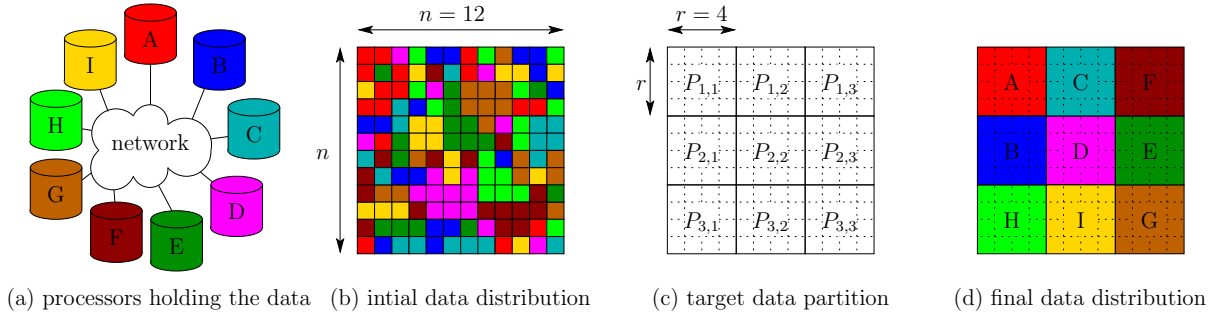 A
I
B
H
C
network
G
D
F
E
(a) processors holding the data
n = 12
n
(b) intial data distribution
r = 4
r
P1,1 P1,2 P1,3
P2,1 P2,2 P2,3
P3,1 P3,2 P3,3
(c) target data partition
A C F
B D E
H I G
(d) final data distribution